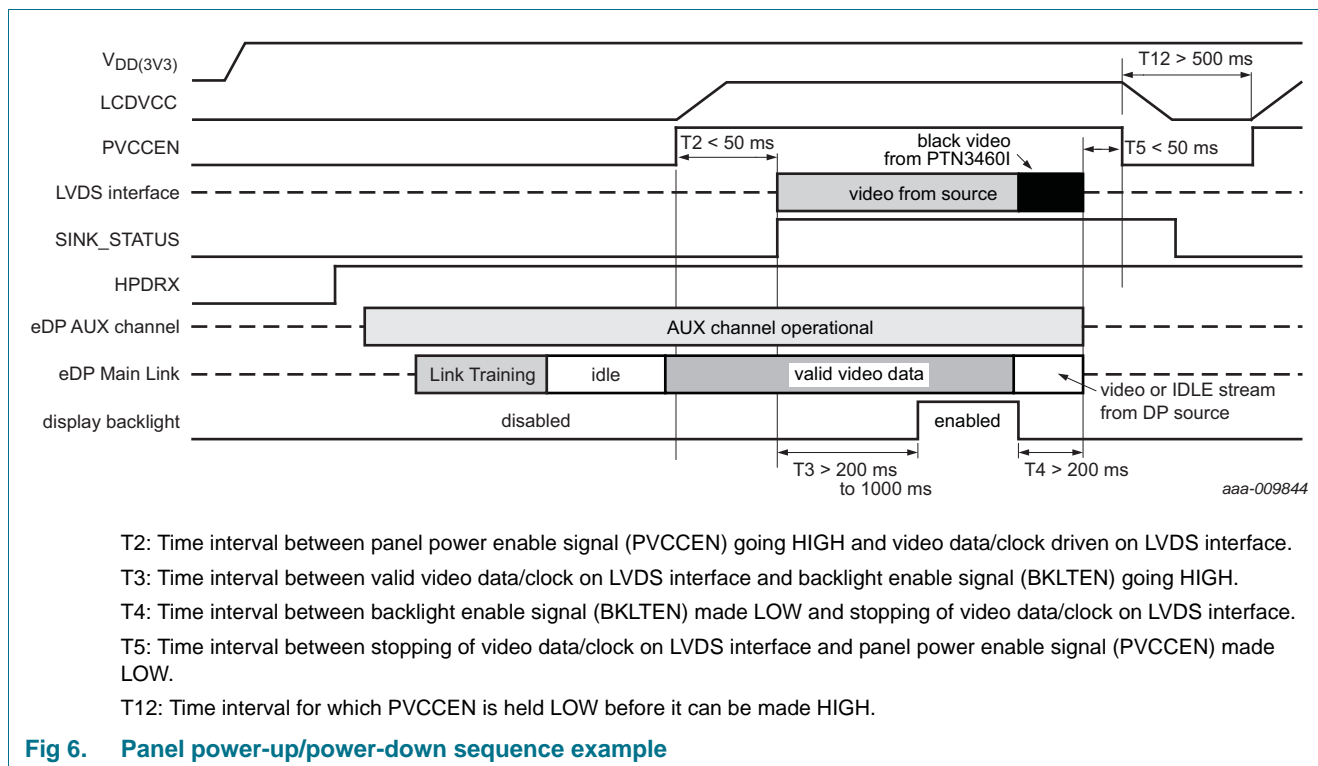 VDD(3V3)
T12 > 500 ms
LCDVCC
PVCCEN
T2 < 50 ms
black video
from PTN3460I
T5 < 50 ms
LVDS interface
video from source
SINK_STATUS
HPDRX
eDP AUX channel
AUX channel operational
eDP Main Link
Link Training
idle
valid video data
video or IDLE stream
from DP source
display backlight
disabled
enabled
T3 > 200 ms
to 1000 ms
T4 > 200 ms
aaa-009844
T2: Time interval between panel power enable signal (PVCCEN) going HIGH and video data/clock driven on LVDS interface.
T3: Time interval between valid video data/clock on LVDS interface and backlight enable signal (BKLTEN) going HIGH.
T4: Time interval between backlight enable signal (BKLTEN) made LOW and stopping of video data/clock on LVDS interface.
T5: Time interval between stopping of video data/clock on LVDS interface and panel power enable signal (PVCCEN) made
LOW.
T12: Time interval for which PVCCEN is held LOW before it can be made HIGH.
Fig 6. Panel power-up/power-down sequence example